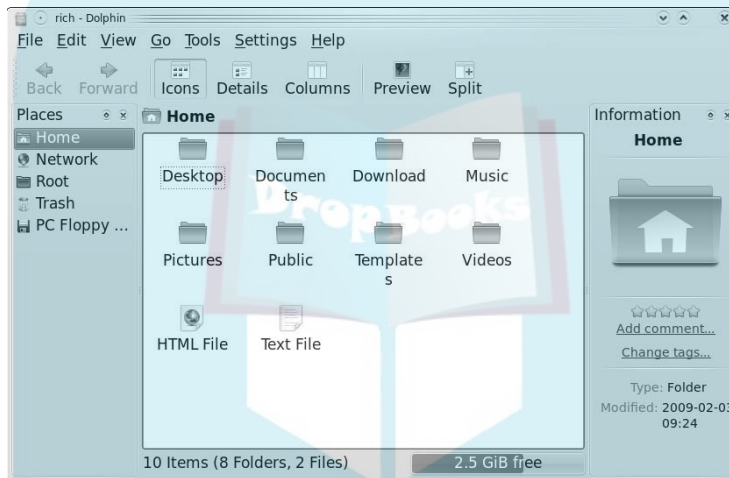 rich - Dolphin
File Edit View Go Tools Settings Help
Back Forward Icons Details Columns Preview Split
Places
Home
Network
Root
Trash
PC Floppy ...
Home
Desktop
Documen
ts
Download
Music
Pictures
Public
Template
s
Videos
HTML File
Text File
DropBooks
10 Items (8 Folders, 2 Files)
2.5 GiB free
Information
Home
Add comment...
Change tags...
Type: Folder
Modified: 2009-02-03
09:24